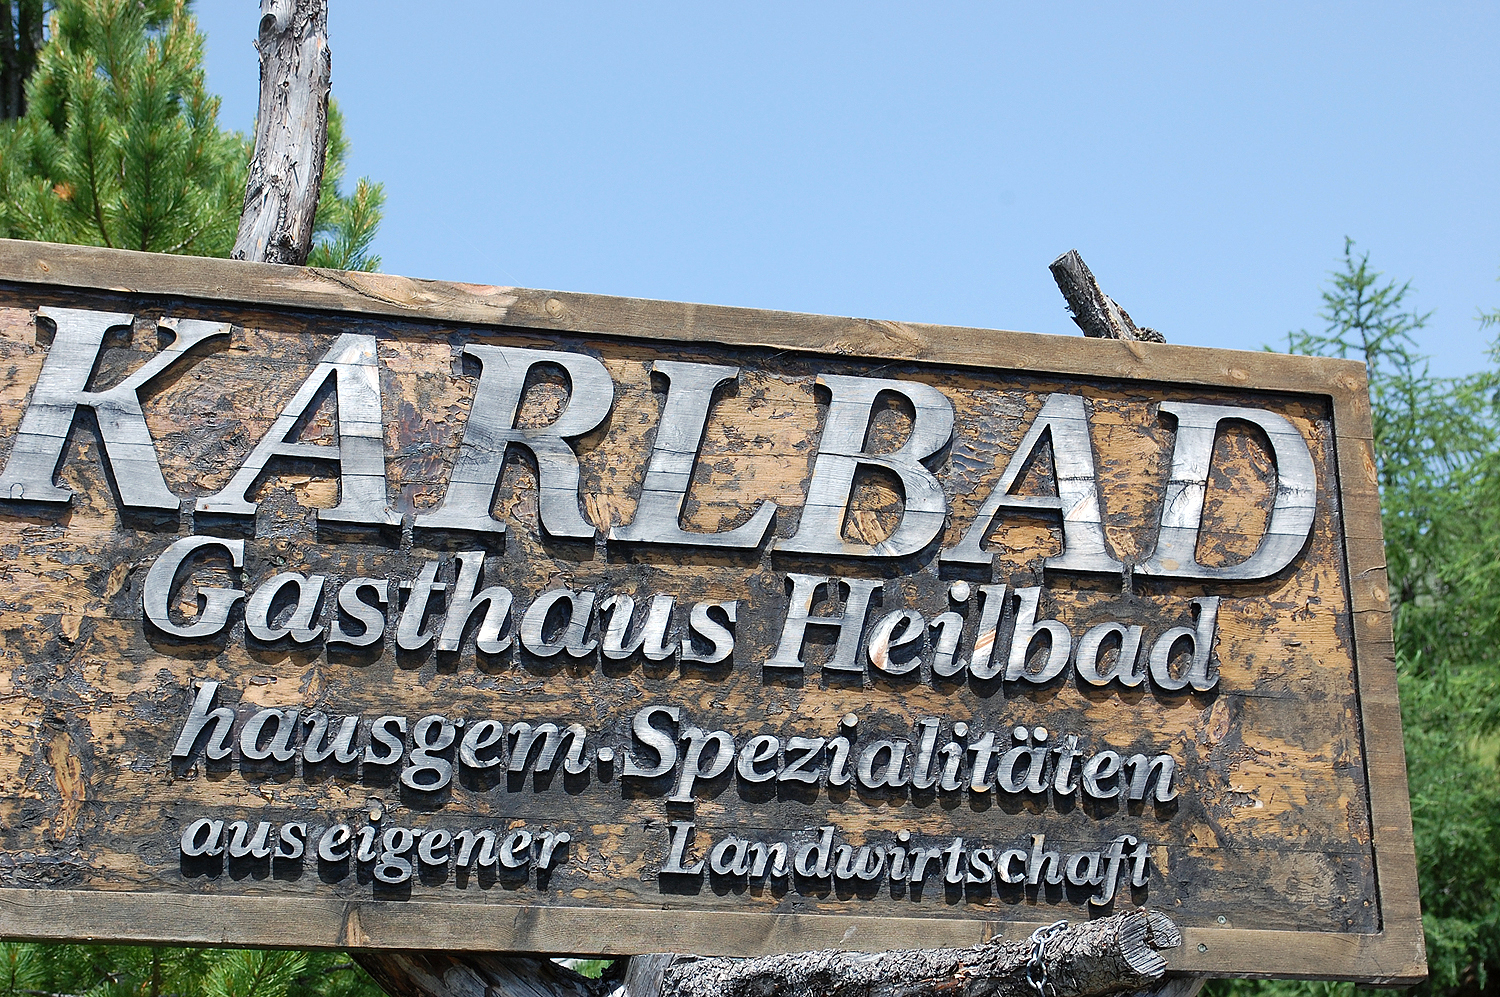 KARLBAD
Gasthaus Heilbad
hausgem. Spezialitäten
aus eigener Landwirtschaft